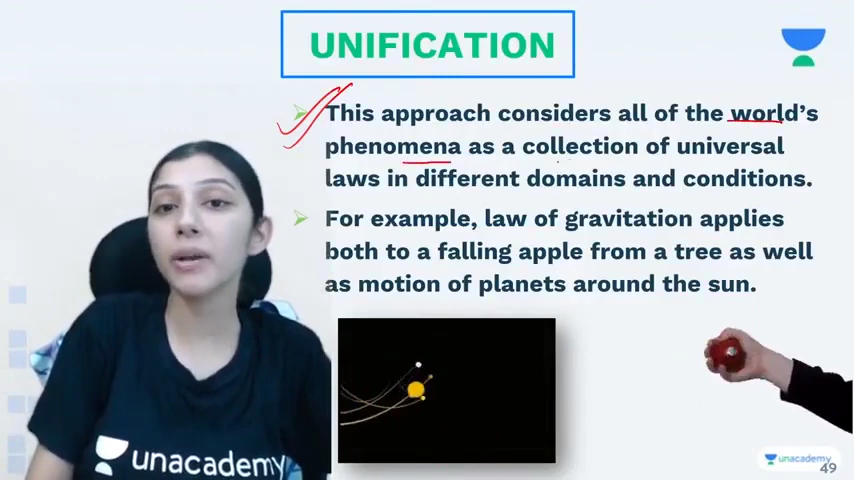 UNIFICATION
This approach considers all of the world's
phenomena as a collection of universal
laws in different domains and conditions.
For example, law of gravitation applies
both to a falling apple from a tree as well
as motion of planets around the sun.
unacademy
unacademy
49